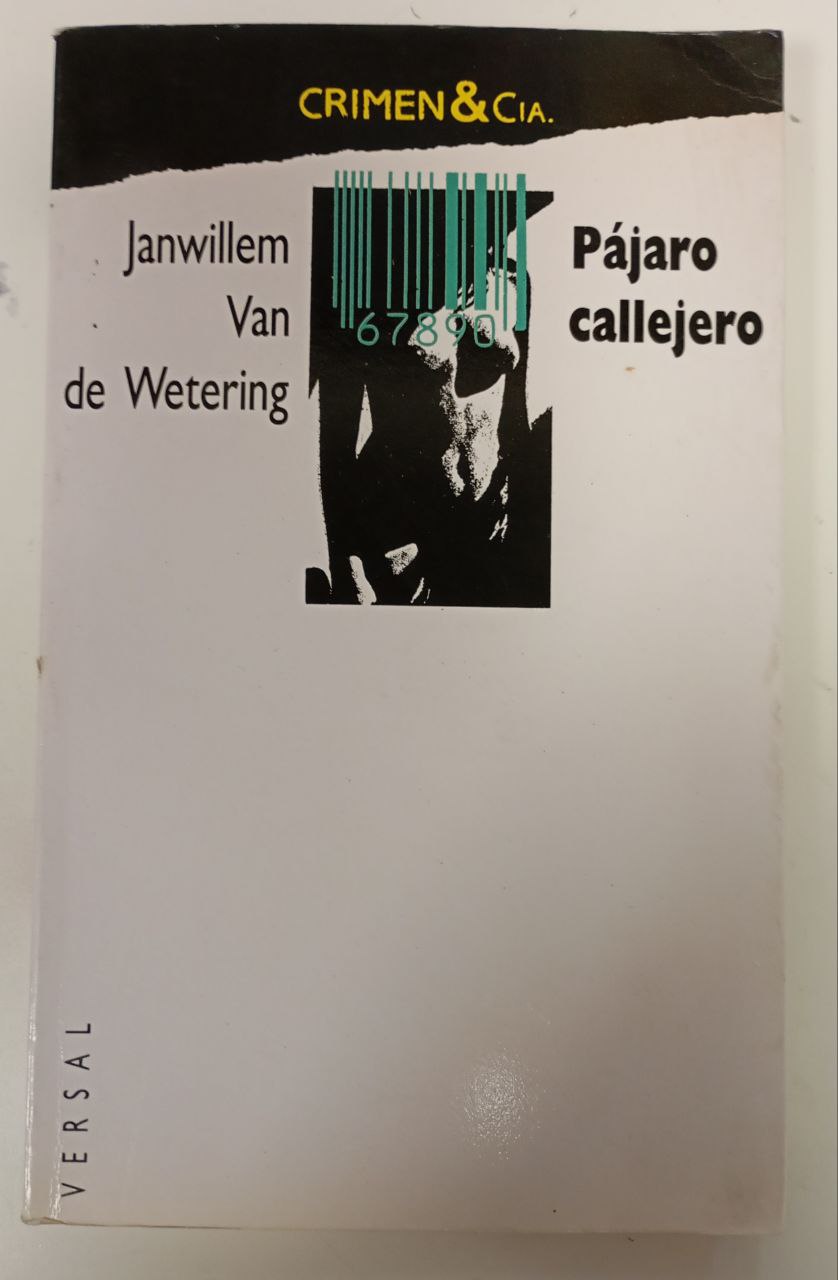 CRIMEN&CIA.
Janwillem
Van
de Wetering
67890
Pájaro
callejero
VERSAL